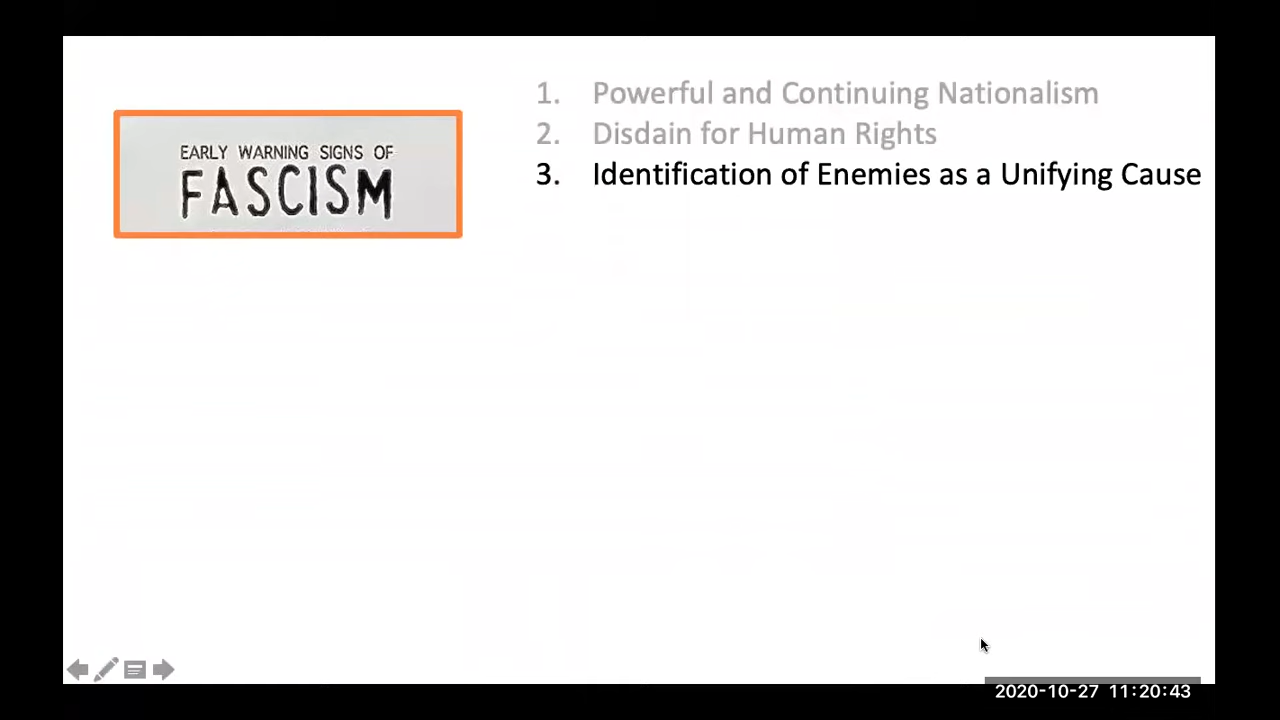 EARLY WARNING SIGNS OF
FASCISM
1. Powerful and Continuing Nationalism
2. Disdain for Human Rights
3. Identification of Enemies as a Unifying Cause
2020-10-27 11:20:43